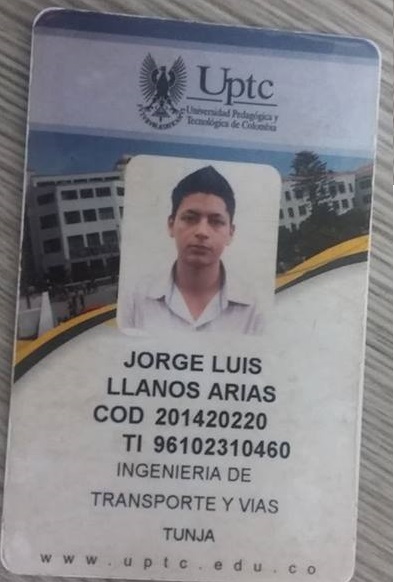 Uptc
Universidad Pedagógica y
Tecnológica de Colombia
JORGE LUIS
LLANOS ARIAS
COD 201420220
TI 96102310460
INGENIERIA DE
TRANSPORTE Y VIAS
TUNJA
www.uptc.edu.co